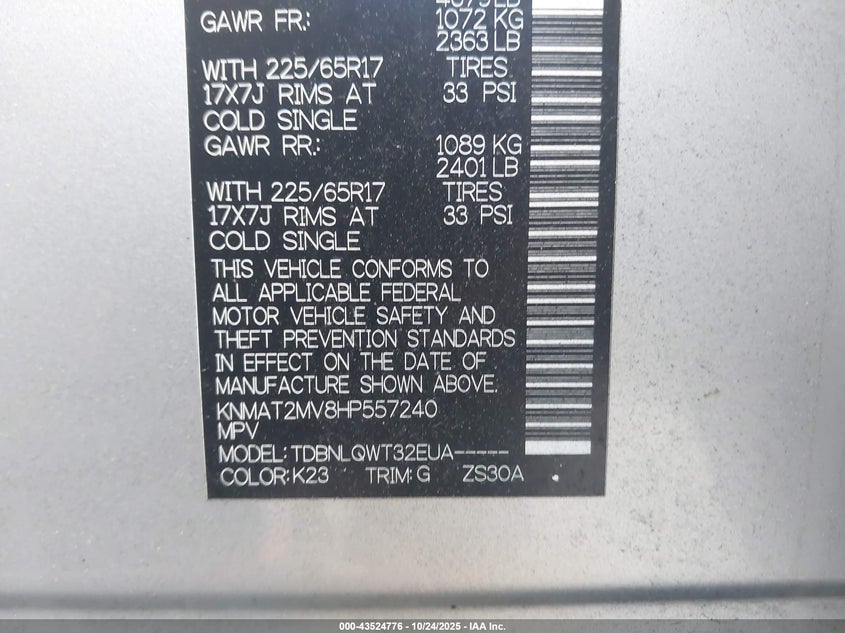 GAWR FR.: 1072 KG
2363 LB
WITH 225/65R17 TIRES
17X7J RIMS AT 33 PSI
COLD SINGLE
GAWR RR.: 1089 KG
2401 LB
WITH 225/65R17 TIRES
17X7J RIMS AT 33 PSI
COLD SINGLE
THIS VEHICLE CONFORMS TO
ALL APPLICABLE FEDERAL
MOTOR VEHICLE SAFETY AND
THEFT PREVENTION STANDARDS
IN EFFECT ON THE DATE OF
MANUFACTURE SHOWN ABOVE.
KNMAT2MV8HP557240
MPV
MODEL: TDBNLQWT32EUA-----
COLOR: K23 TRIM: G ZS30A
000-43524776 - 10/24/2025 - IAA Inc.